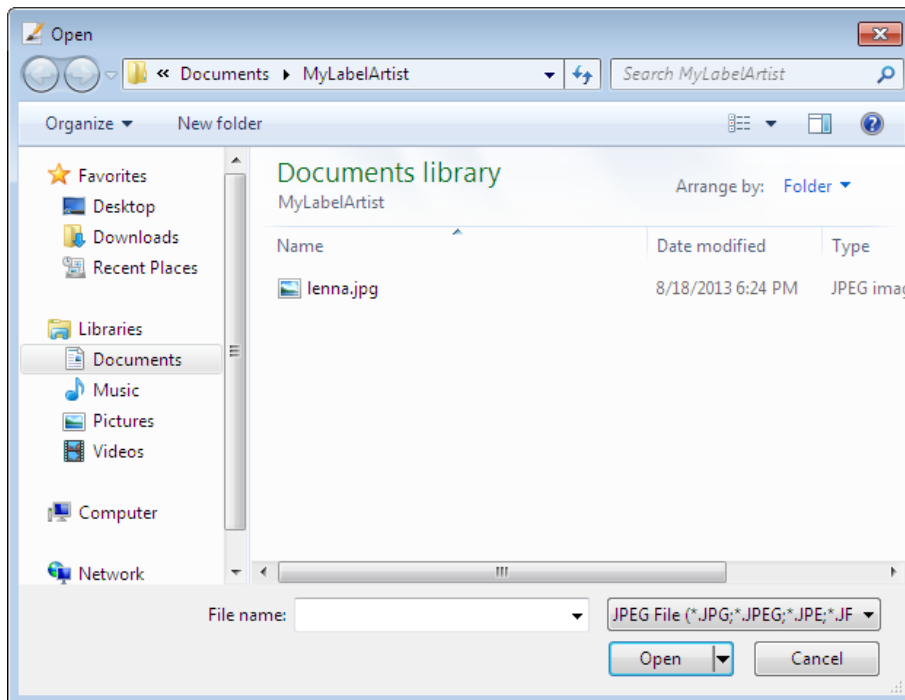 Open
« Documents MyLabelArtist
Search MyLabelArtist
Organize New folder
Favorites
Desktop
Downloads
Recent Places
Libraries
Documents
Music
Pictures
Videos
Computer
Network
Documents library
MyLabelArtist
Arrange by: Folder
Name Date modified Type
lenna.jpg 8/18/2013 6:24 PM JPEG imag
File name: JPEG File (*.JPG;*.JPEG;*.JPE;*.JF
Open Cancel